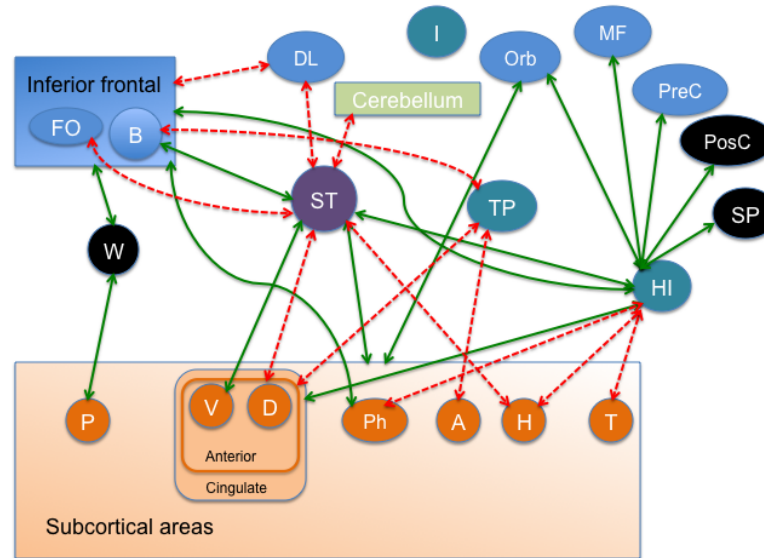 I
MF
DL
Orb
Inferior frontal
PreC
Cerebellum
FO
B
PosC
ST
TP
SP
W
HI
P
V
D
Ph
A
H
T
Anterior
Cingulate
Subcortical areas